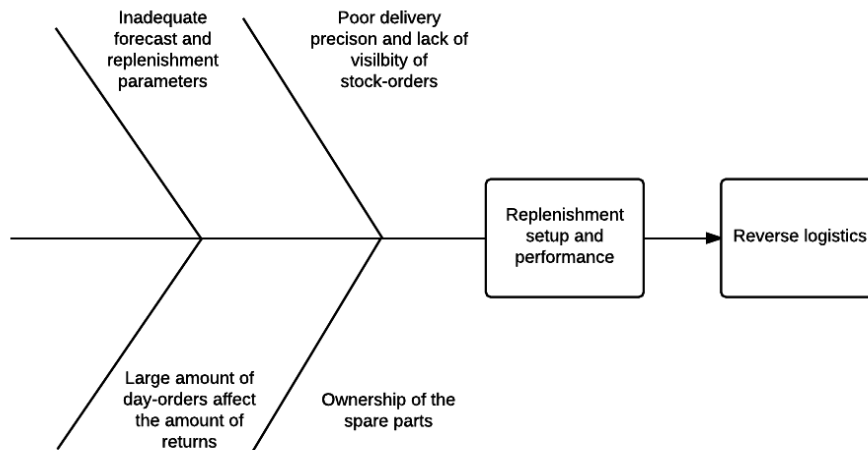 Inadequate
forecast and
replenishment
parameters
Poor delivery
precison and lack of
visilbity of
stock-orders
Replenishment
setup and
performance
Reverse logistics
Large amount of
day-orders affect
the amount of
returns
Ownership of the
spare parts